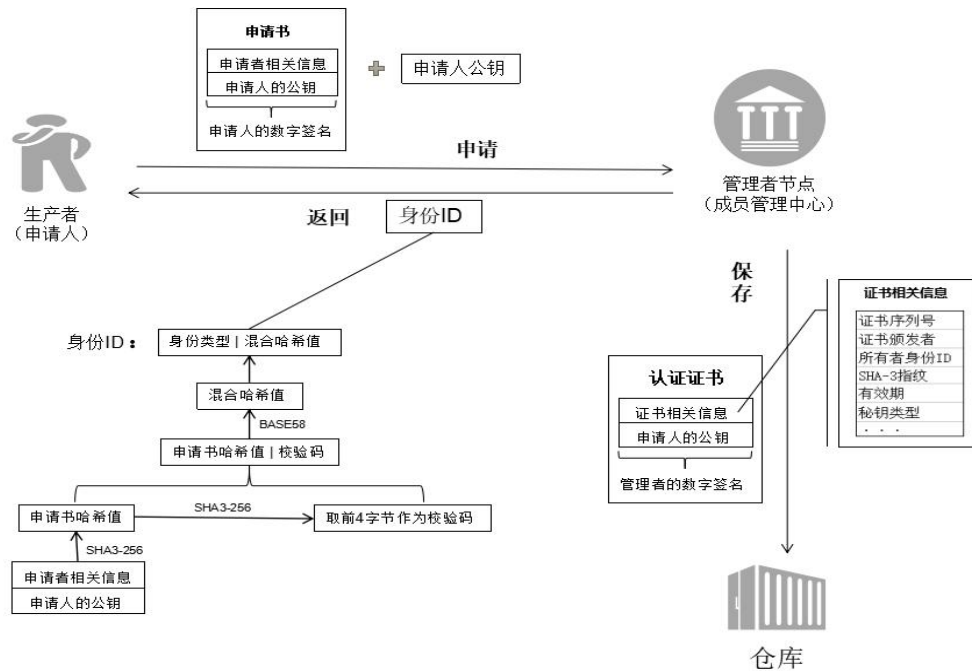 申请书
申请者相关信息
申请人的公钥
申请人的数字签名
申请人公钥
申请
生产者
（申请人）
管理者节点
（成员管理中心）
返回
身份ID
保存
证书相关信息
证书序列号
证书颁发者
所有者身份ID
SHA-3指纹
有效期
秘钥类型
. . .
身份ID：
身份类型 | 混合哈希值
混合哈希值
BASE58
申请书哈希值 | 校验码
认证证书
证书相关信息
申请人的公钥
管理者的数字签名
申请书哈希值
SHA3-256
取前4字节作为校验码
SHA3-256
申请者相关信息
申请人的公钥
仓库